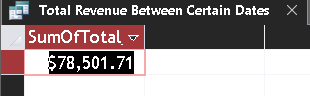 Total Revenue Between Certain Dates
SumOfTotal
$78,501.71